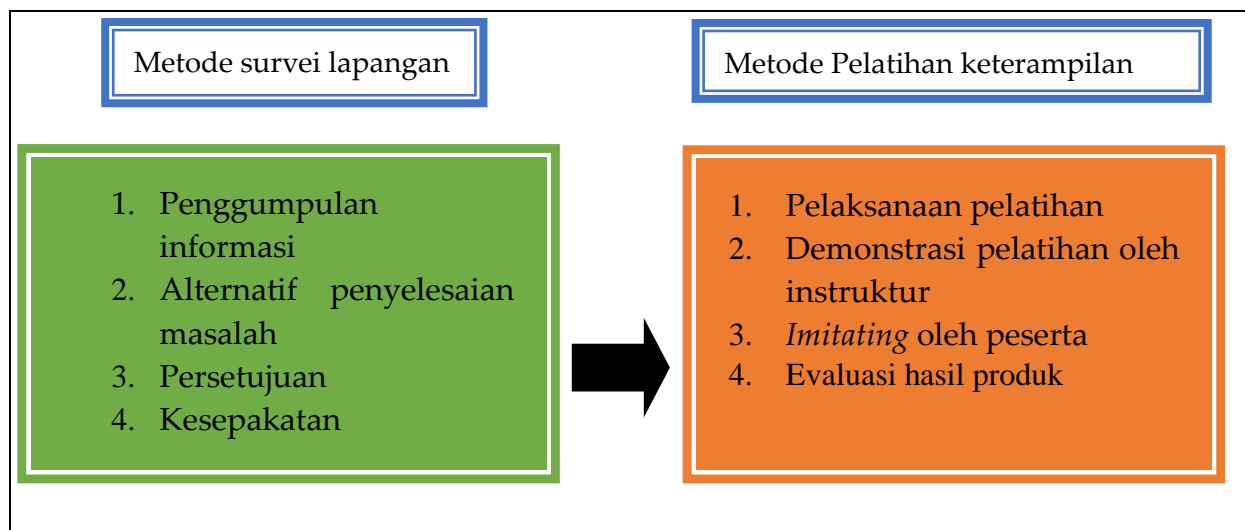 Metode survei lapangan
1. Penggumpulan
informasi
2. Alternatif penyelesaian
masalah
3. Persetujuan
4. Kesepakatan
Metode Pelatihan keterampilan
1. Pelaksanaan pelatihan
2. Demonstrasi pelatihan oleh
instruktur
3. Imitating oleh peserta
4. Evaluasi hasil produk